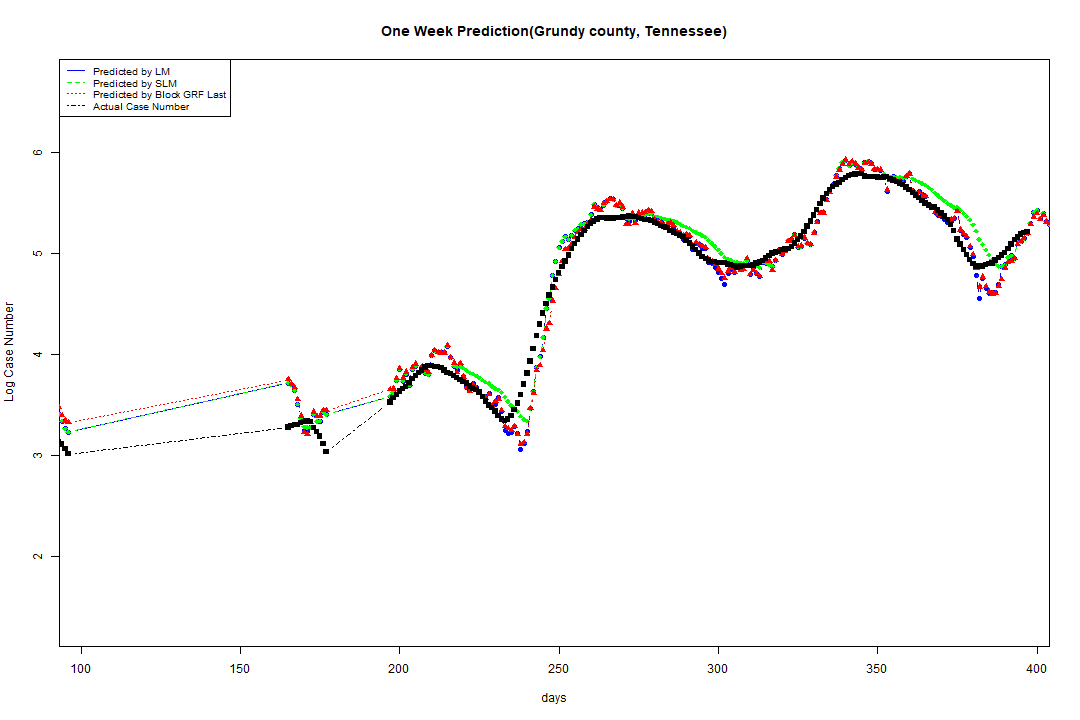 One Week Prediction(Grundy county, Tennessee)
Predicted by LM
Predicted by SLM
Predicted by Block GRF Last
Actual Case Number
Log Case Number
6
5
4
3
2
100 150 200 250 300 350 400
days